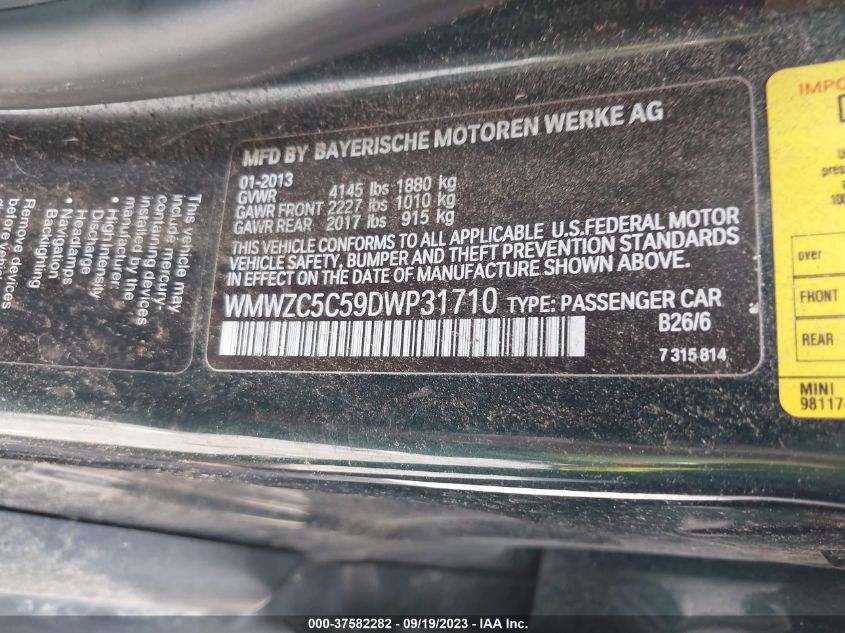 MFD BY BAYERISCHE MOTOREN WERKE AG
01-2013
GVWR 4145 lbs 1880 kg
GAWR FRONT 2227 lbs 1010 kg
GAWR REAR 2017 lbs 915 kg
THIS VEHICLE CONFORMS TO ALL APPLICABLE U.S.FEDERAL MOTOR
VEHICLE SAFETY, BUMPER AND THEFT PREVENTION STANDARDS
IN EFFECT ON THE DATE OF MANUFACTURE SHOWN ABOVE.
WMWZC5C59DWP31710 TYPE: PASSENGER CAR
B26/6
7 315 814
This vehicle may
include mercury-
containing devices
installed by the
manufacturer:
• High Intensity
Discharge
Headlamps
• Navigation
Backlighting
Remove devices
before vehicle
over
FRONT
REAR
MINI
000-37582282 - 09/19/2023 - IAA Inc.